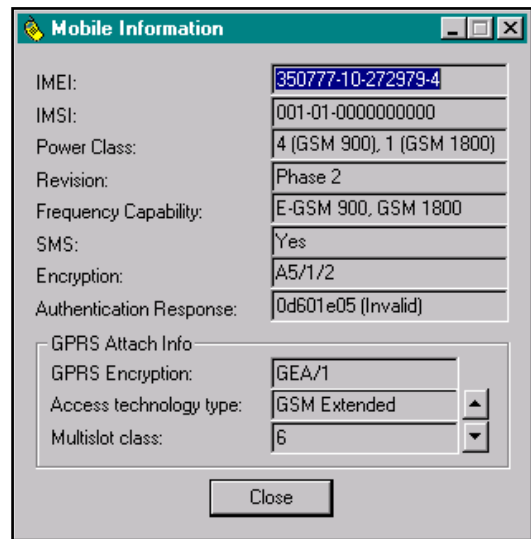 Mobile Information
IMEI: 350777-10-272979-4
IMSI: 001-01-0000000000
Power Class: 4 (GSM 900), 1 (GSM 1800)
Revision: Phase 2
Frequency Capability: E-GSM 900, GSM 1800
SMS: Yes
Encryption: A5/1/2
Authentication Response: 0d601e05 (Invalid)
GPRS Attach Info
GPRS Encryption: GEA/1
Access technology type: GSM Extended
Multislot class: 6
Close